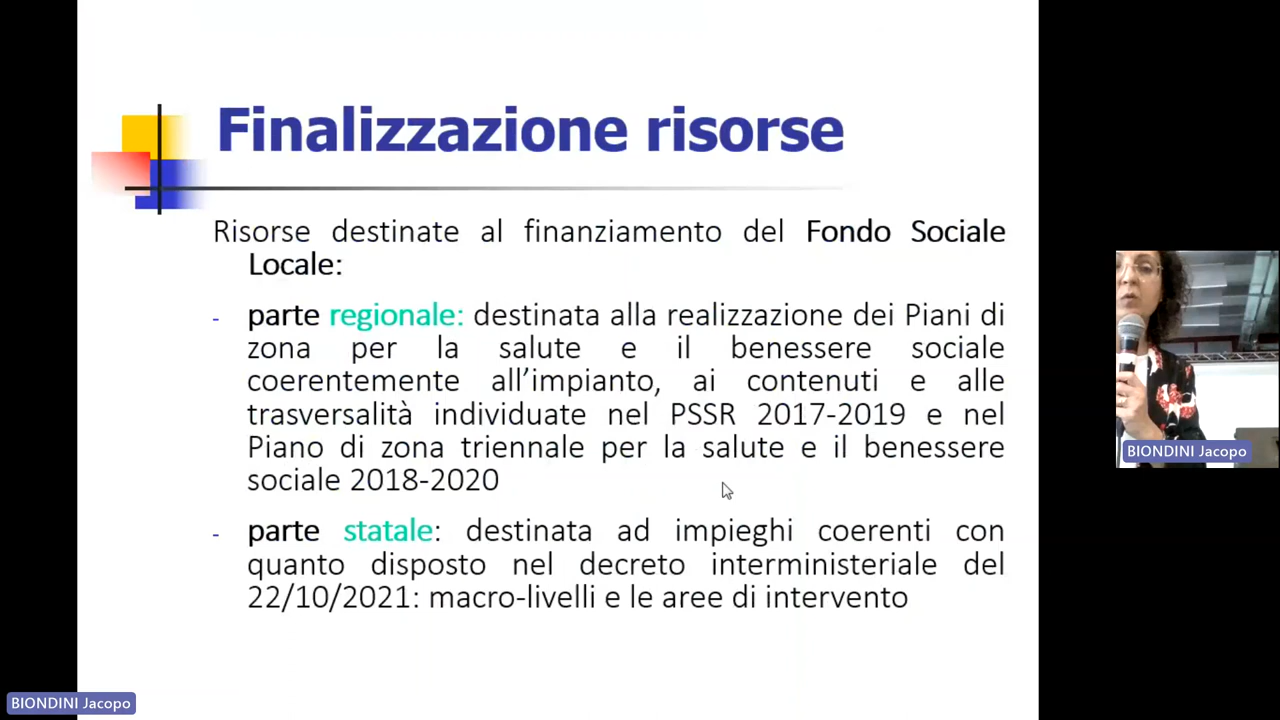 Finalizzazione risorse
Risorse destinate al finanziamento del Fondo Sociale
Locale:
- parte regionale: destinata alla realizzazione dei Piani di
zona per la salute e il benessere sociale
coerentemente all’impianto, ai contenuti e alle
trasversalità individuate nel PSSR 2017-2019 e nel
Piano di zona triennale per la salute e il benessere
sociale 2018-2020
- parte statale: destinata ad impieghi coerenti con
quanto disposto nel decreto interministeriale del
22/10/2021: macro-livelli e le aree di intervento
BIONDINI Jacopo
BIONDINI Jacopo